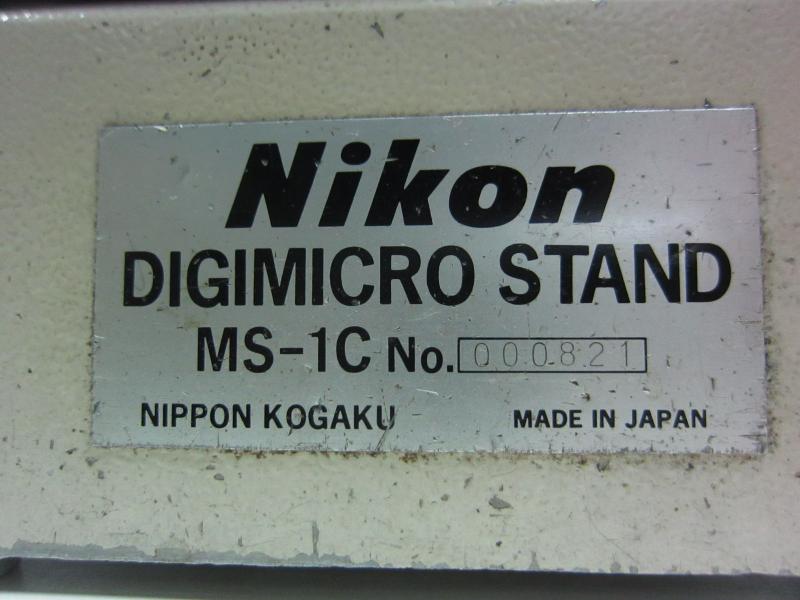 Nikon
DIGIMICRO STAND
MS-1C No. 000821
NIPPON KOGAKU MADE IN JAPAN